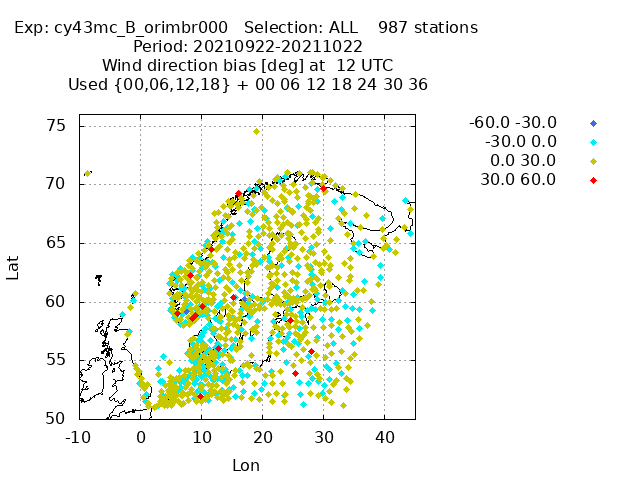 Exp: cy43mc_B_orimbr000   Selection: ALL    987 stations
Period: 20210922-20211022
Wind direction bias [deg] at  12 UTC
Used {00,06,12,18} + 00 06 12 18 24 30 36
-60.0 -30.0
-30.0 0.0
0.0 30.0
30.0 60.0
75
70
65
60
55
50
Lat
-10 0 10 20 30 40
Lon